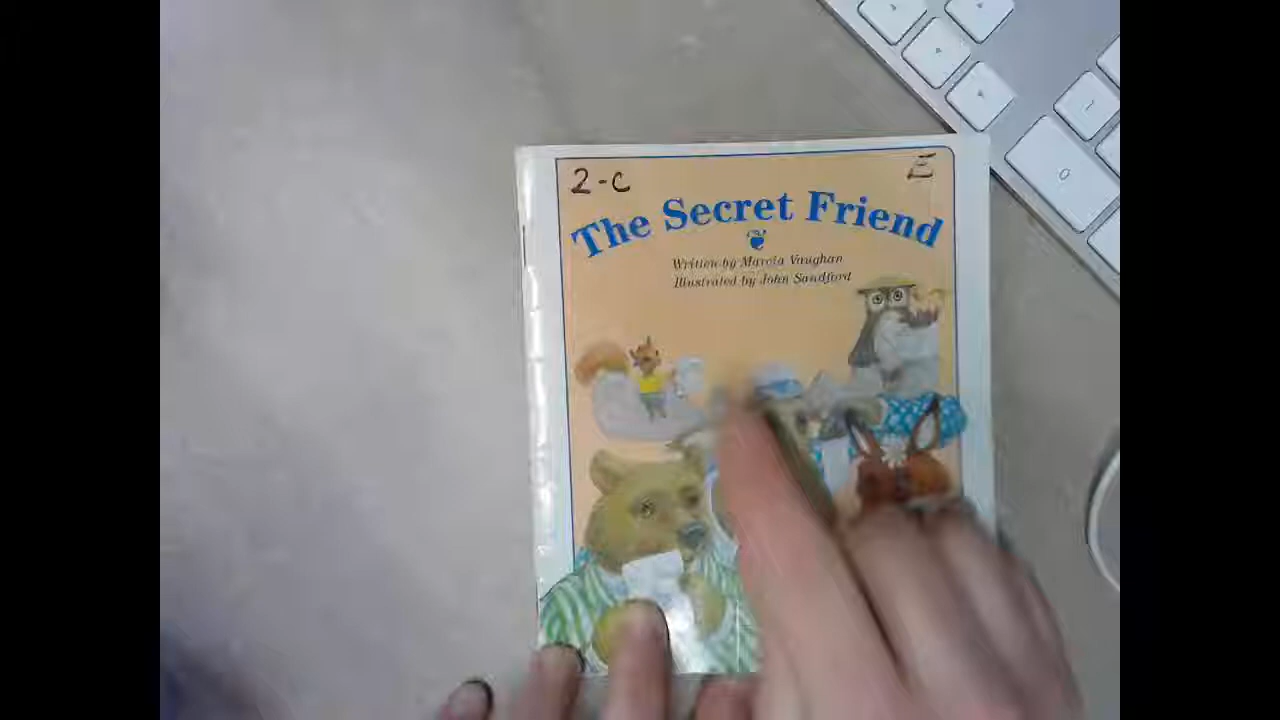 2-C
E
The Secret Friend
Written by Marcia Vaughan
Illustrated by John Sandford